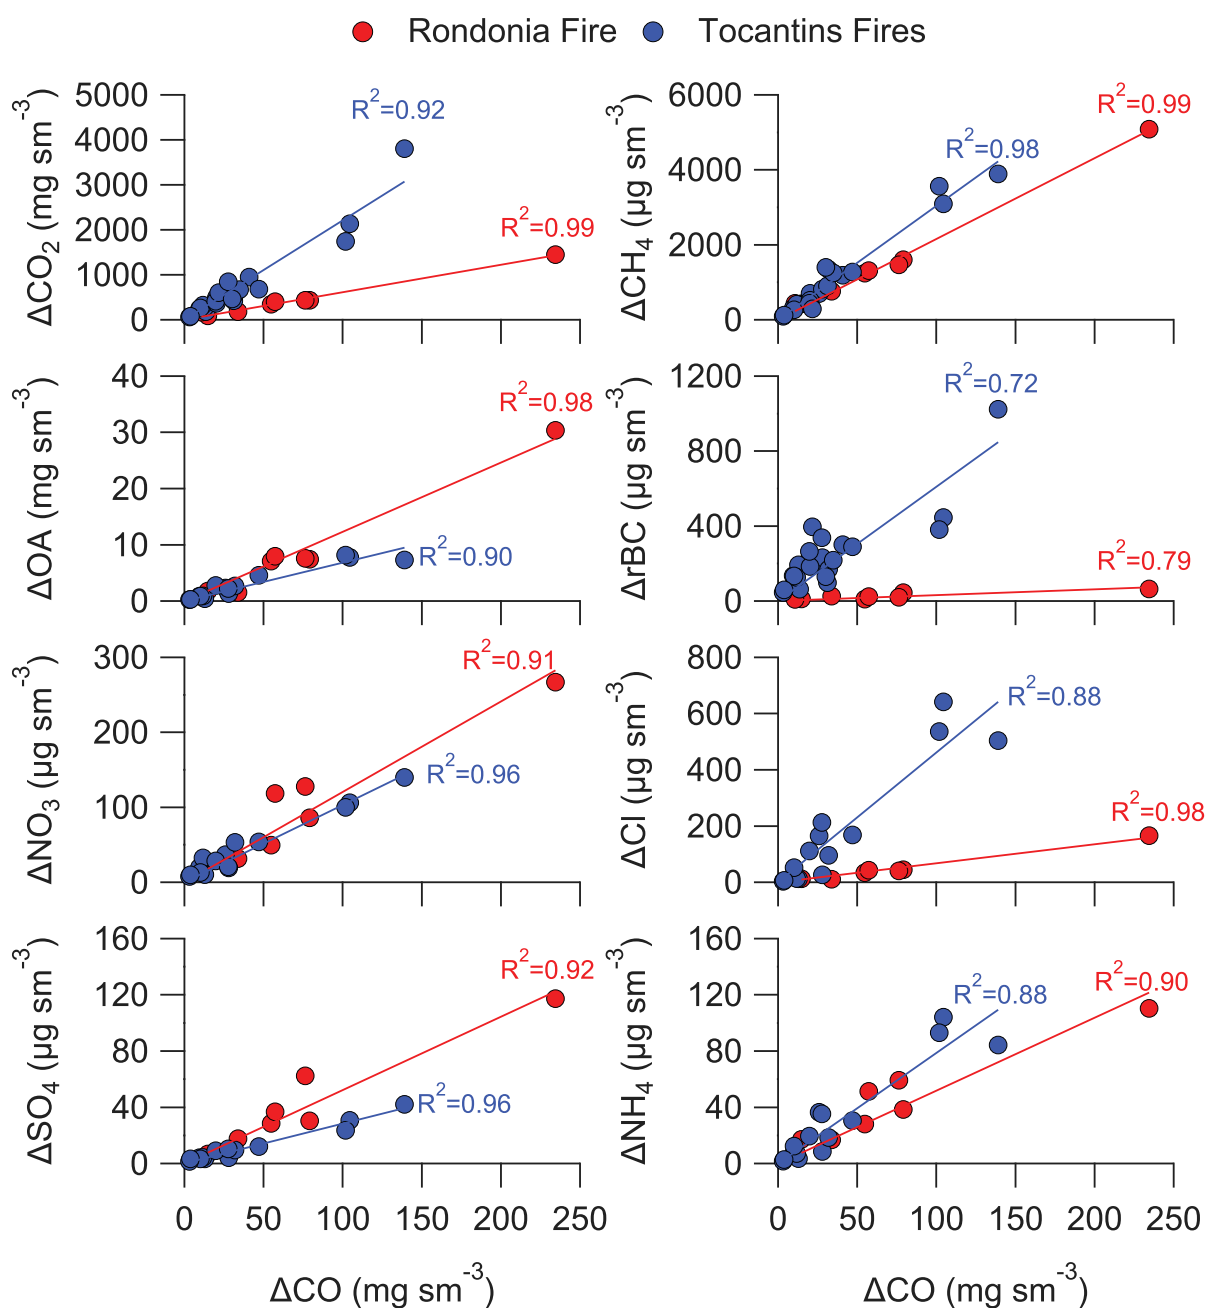 Rondonia Fire Tocantins Fires
ΔCO₂ (mg sm⁻³)
5000
4000
3000
2000
1000
0
R²=0.92
R²=0.99
ΔCH₄ (µg sm⁻³)
6000
4000
2000
0
R²=0.99
R²=0.98
ΔOA (mg sm⁻³)
40
30
20
10
0
R²=0.98
R²=0.90
ΔrBC (µg sm⁻³)
1200
800
400
0
R²=0.72
R²=0.79
ΔNO₃ (µg sm⁻³)
300
200
100
0
R²=0.91
R²=0.96
ΔCl (µg sm⁻³)
800
600
400
200
0
R²=0.88
R²=0.98
ΔSO₄ (µg sm⁻³)
160
120
80
40
0
R²=0.92
R²=0.96
0 50 100 150 200 250
ΔCO (mg sm⁻³)
ΔNH₄ (µg sm⁻³)
160
120
80
40
0
R²=0.90
R²=0.88
0 50 100 150 200 250
ΔCO (mg sm⁻³)